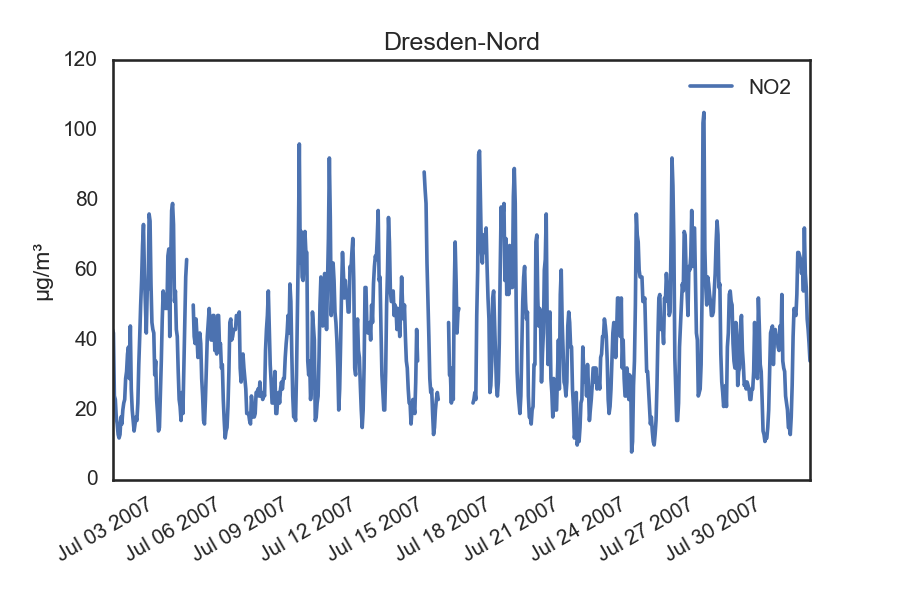 Dresden-Nord
120
100
80
60
40
20
0
µg/m³
NO2
Jul 03 2007
Jul 06 2007
Jul 09 2007
Jul 12 2007
Jul 15 2007
Jul 18 2007
Jul 21 2007
Jul 24 2007
Jul 27 2007
Jul 30 2007